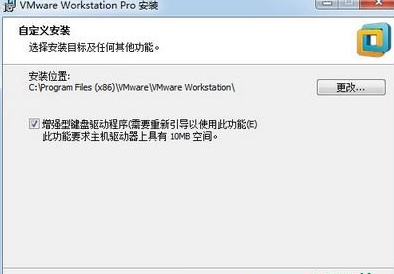 VMware Workstation Pro 安装
自定义安装
选择安装目标及任何其他功能。
安装位置:
C:\Program Files (x86)\VMware\VMware Workstation\
更改...
增强型键盘驱动程序(需要重新引导以使用此功能(E)
此功能要求主机驱动器上具有 10MB 空间。